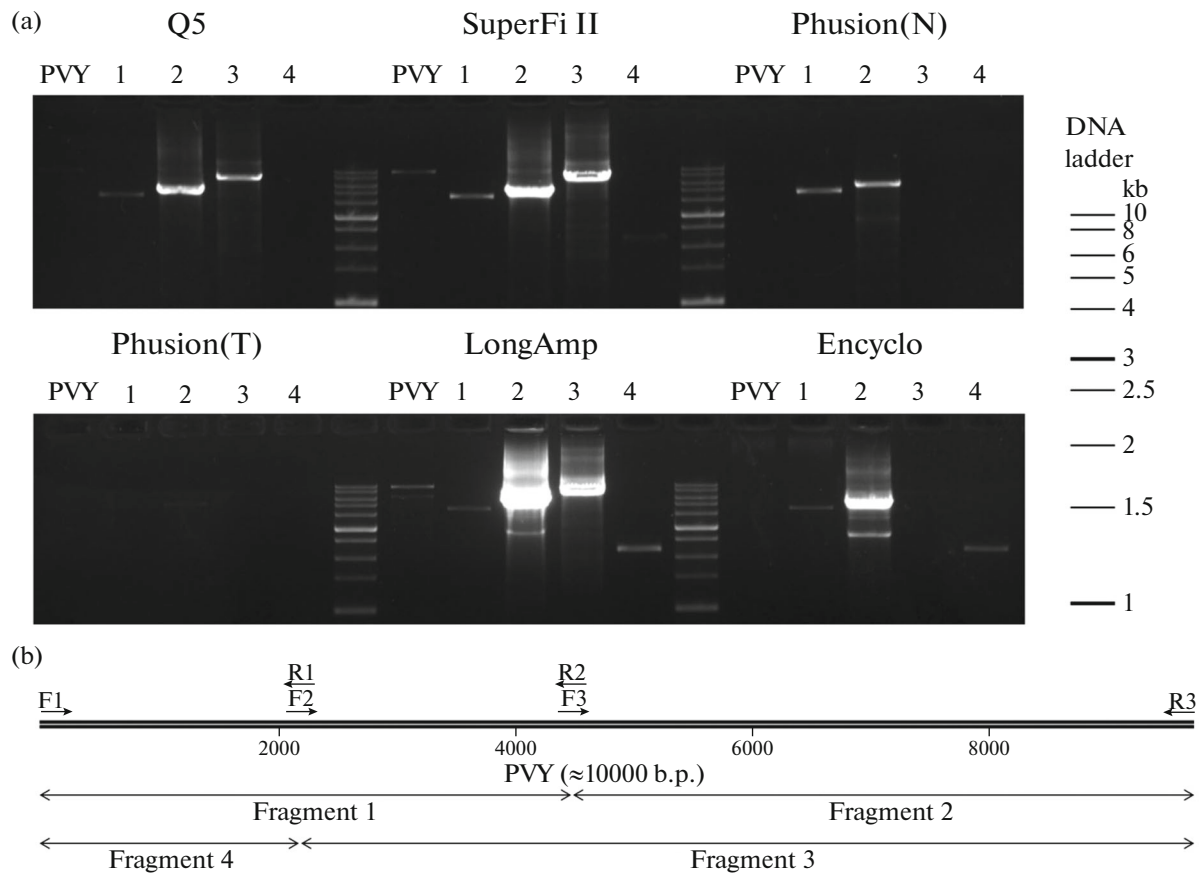 (a)
Q5 SuperFi II Phusion(N)
PVY 1 2 3 4 PVY 1 2 3 4 PVY 1 2 3 4
DNA
ladder
kb
10
8
6
5
4
3
2.5
2
1.5
1
Phusion(T) LongAmp Encyclo
PVY 1 2 3 4 PVY 1 2 3 4 PVY 1 2 3 4
(b)
R1 R2
F1 F2 F3 R3
2000 4000 6000 8000
PVY (≈10000 b.p.)
Fragment 1 Fragment 2
Fragment 4 Fragment 3